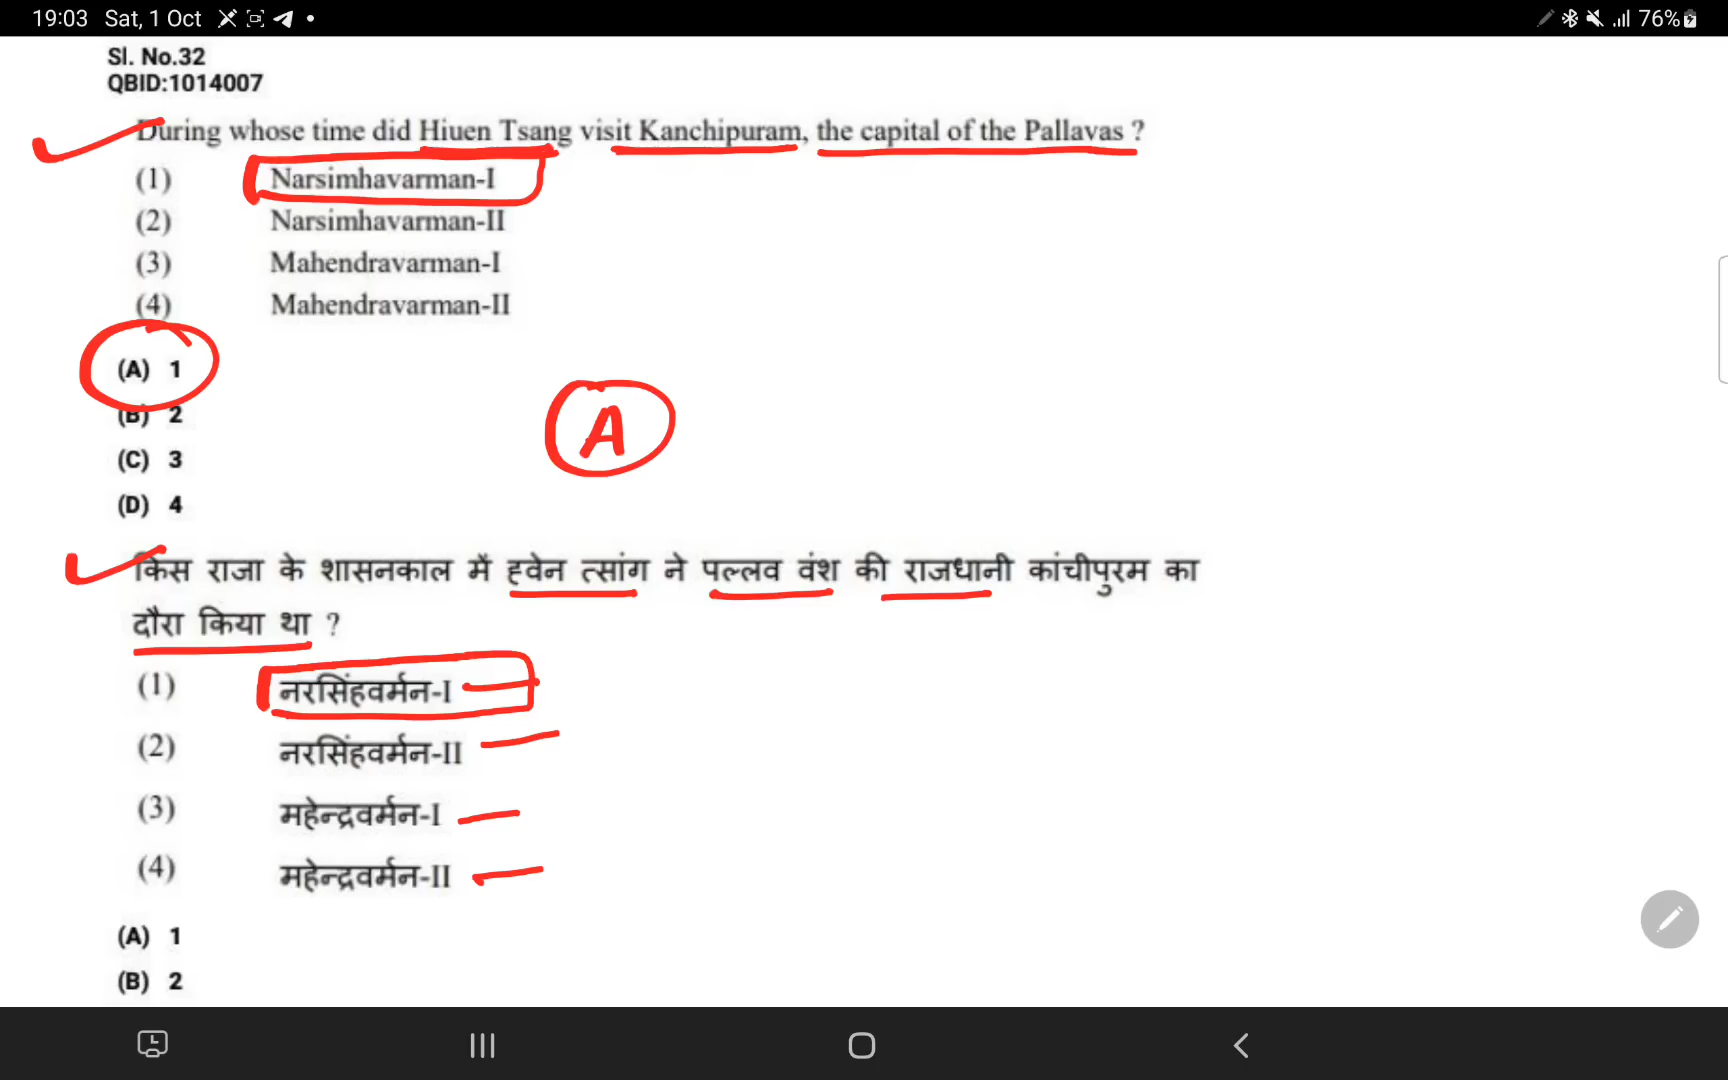 19:03 Sat, 1 Oct
76%
Sl. No.32
QBID:1014007
During whose time did Hiuen Tsang visit Kanchipuram, the capital of the Pallavas ?
(1) Narsimhavarman-I
(2) Narsimhavarman-II
(3) Mahendravarman-I
(4) Mahendravarman-II
(A) 1
(B) 2
A
(C) 3
(D) 4
किस राजा के शासनकाल में ह्वेन त्सांग ने पल्लव वंश की राजधानी कांचीपुरम का
दौरा किया था ?
(1) नरसिंहवर्मन-I
(2) नरसिंहवर्मन-II
(3) महेन्द्रवर्मन-I
(4) महेन्द्रवर्मन-II
(A) 1
(B) 2